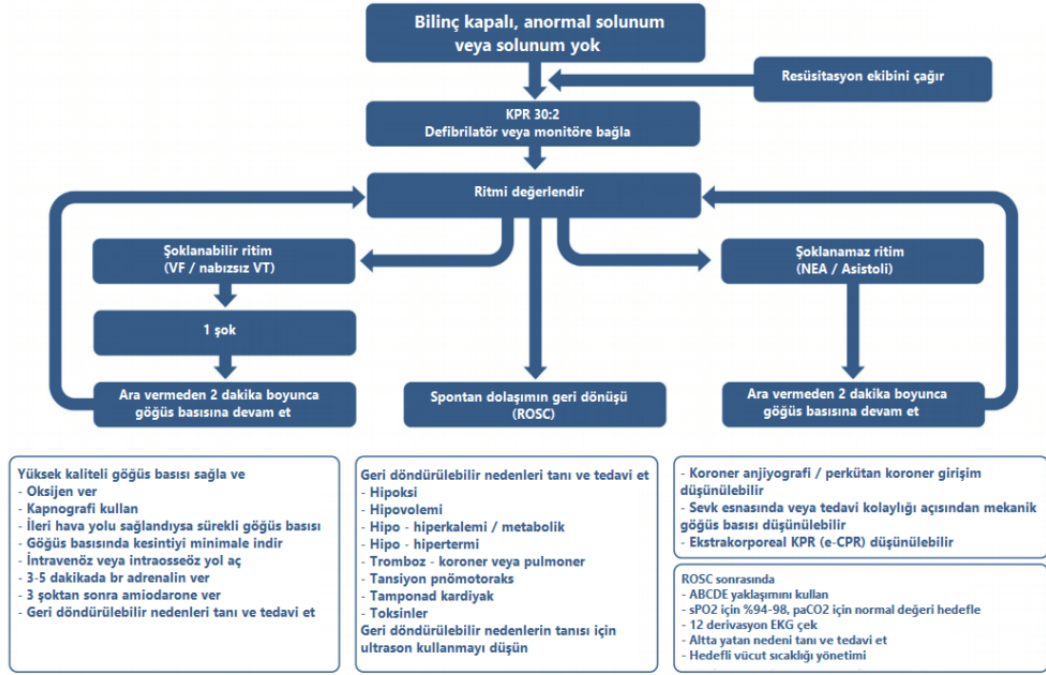 Bilinç kapalı, anormal solunum
veya solunum yok
Resüsitasyon ekibini çağır
KPR 30:2
Defibrilatör veya monitöre bağla
Ritmi değerlendir
Şoklanabilir ritim
(VF / nabızsız VT)
Şoklanamaz ritim
(NEA / Asistoli)
1 şok
Ara vermeden 2 dakika boyunca
göğüs basısına devam et
Spontan dolaşımın geri dönüşü
(ROSC)
Ara vermeden 2 dakika boyunca
göğüs basısına devam et
Yüksek kaliteli göğüs basısı sağla ve
- Oksijen ver
- Kapnografi kullan
- İleri hava yolu sağlandıysa sürekli göğüs basısı
- Göğüs basısında kesintiyi minimale indir
- İntravenöz veya intraosseöz yol aç
- 3-5 dakikada br adrenalin ver
- 3 şoktan sonra amiodarone ver
- Geri döndürülebilir nedenleri tanı ve tedavi et
Geri döndürülebilir nedenleri tanı ve tedavi et
- Hipoksi
- Hipovolemi
- Hipo - hiperkalemi / metabolik
- Hipo - hipertermi
- Tromboz - koroner veya pulmoner
- Tansiyon pnömotoraks
- Tamponad kardiyak
- Toksinler
Geri döndürülebilir nedenlerin tanısı için
ultrason kullanmayı düşün
- Koroner anjiyografi / perkütan koroner girişim
düşünülebilir
- Sevk esnasında veya tedavi kolaylığı açısından mekanik
göğüs basısı düşünülebilir
- Ekstrakorporeal KPR (e-CPR) düşünülebilir
ROSC sonrasında
- ABCDE yaklaşımını kullan
- sPO2 için %94-98, paCO2 için normal değeri hedefle
- 12 derivasyon EKG çek
- Altta yatan nedeni tanı ve tedavi et
- Hedefli vücut sıcaklığı yönetimi